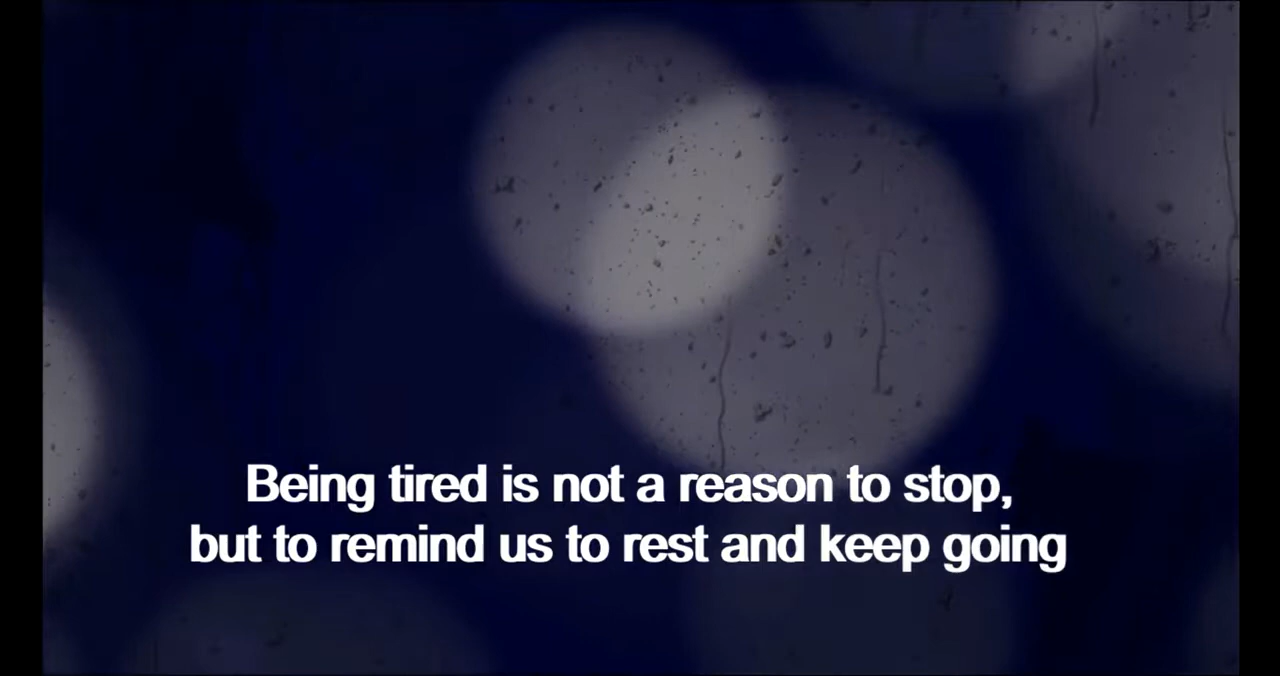 Being tired is not a reason to stop,
but to remind us to rest and keep going